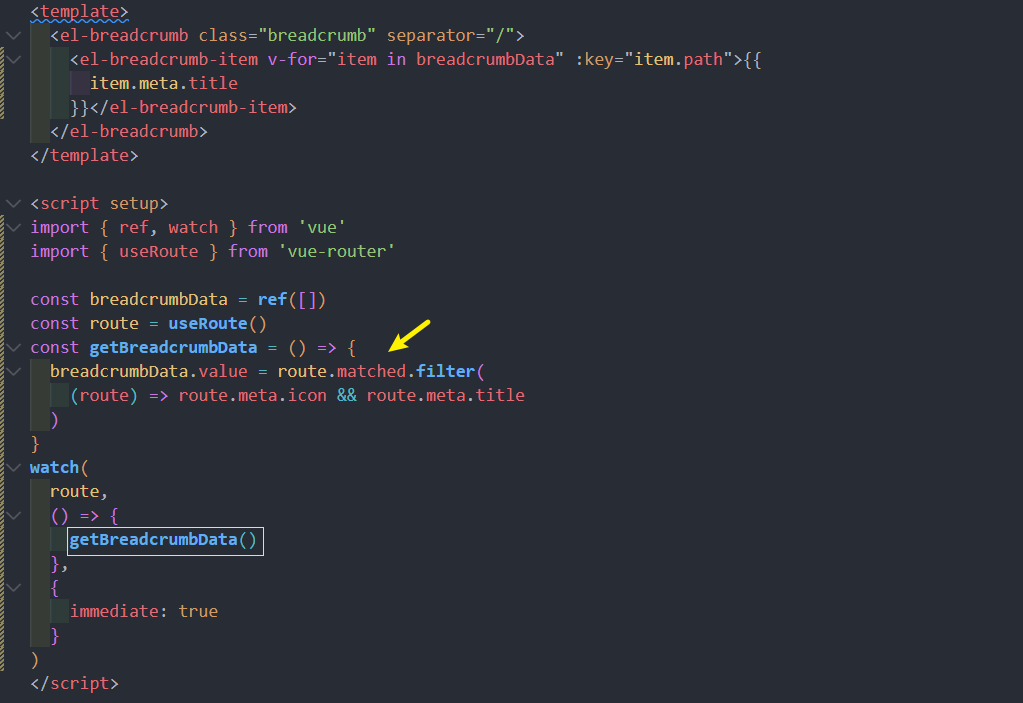 <template>
<el-breadcrumb class="breadcrumb" separator="/">
<el-breadcrumb-item v-for="item in breadcrumbData" :key="item.path">{{
item.meta.title
}}</el-breadcrumb-item>
</el-breadcrumb>
</template>
<script setup>
import { ref, watch } from 'vue'
import { useRoute } from 'vue-router'
const breadcrumbData = ref([])
const route = useRoute()
const getBreadcrumbData = () => {
breadcrumbData.value = route.matched.filter(
(route) => route.meta.icon && route.meta.title
)
}
watch(
route,
() => {
getBreadcrumbData()
},
{
immediate: true
}
)
</script>